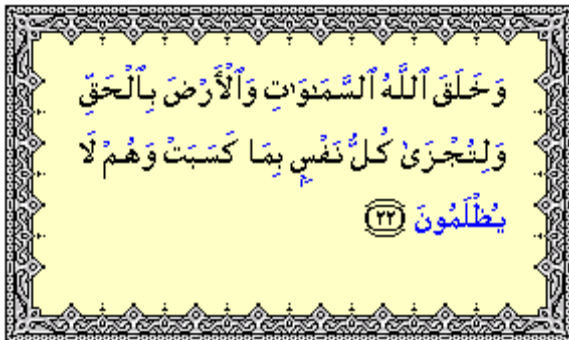 وَخَلَقَ ٱللَّهُ ٱلسَّمَـٰوَٰتِ وَٱلْأَرْضَ بِٱلْحَقِّ
وَلِتُجْزَىٰ كُلُّ نَفْسٍۭ بِمَا كَسَبَتْ وَهُمْ لَا
يُظْلَمُونَ ﴿٢٢﴾